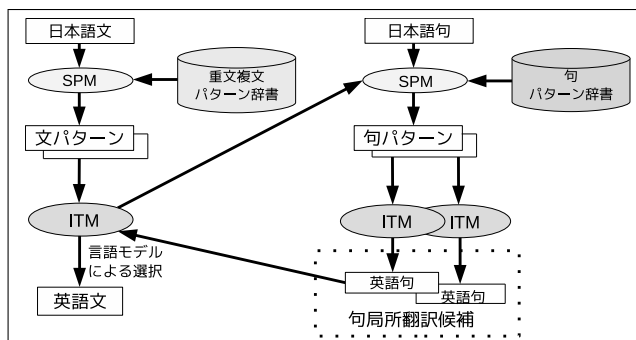 日本語文
SPM
重文複文
パターン辞書
文パターン
ITM
言語モデル
による選択
英語文
日本語句
SPM
句
パターン辞書
句パターン
ITM
ITM
英語句
英語句
句局所翻訳候補